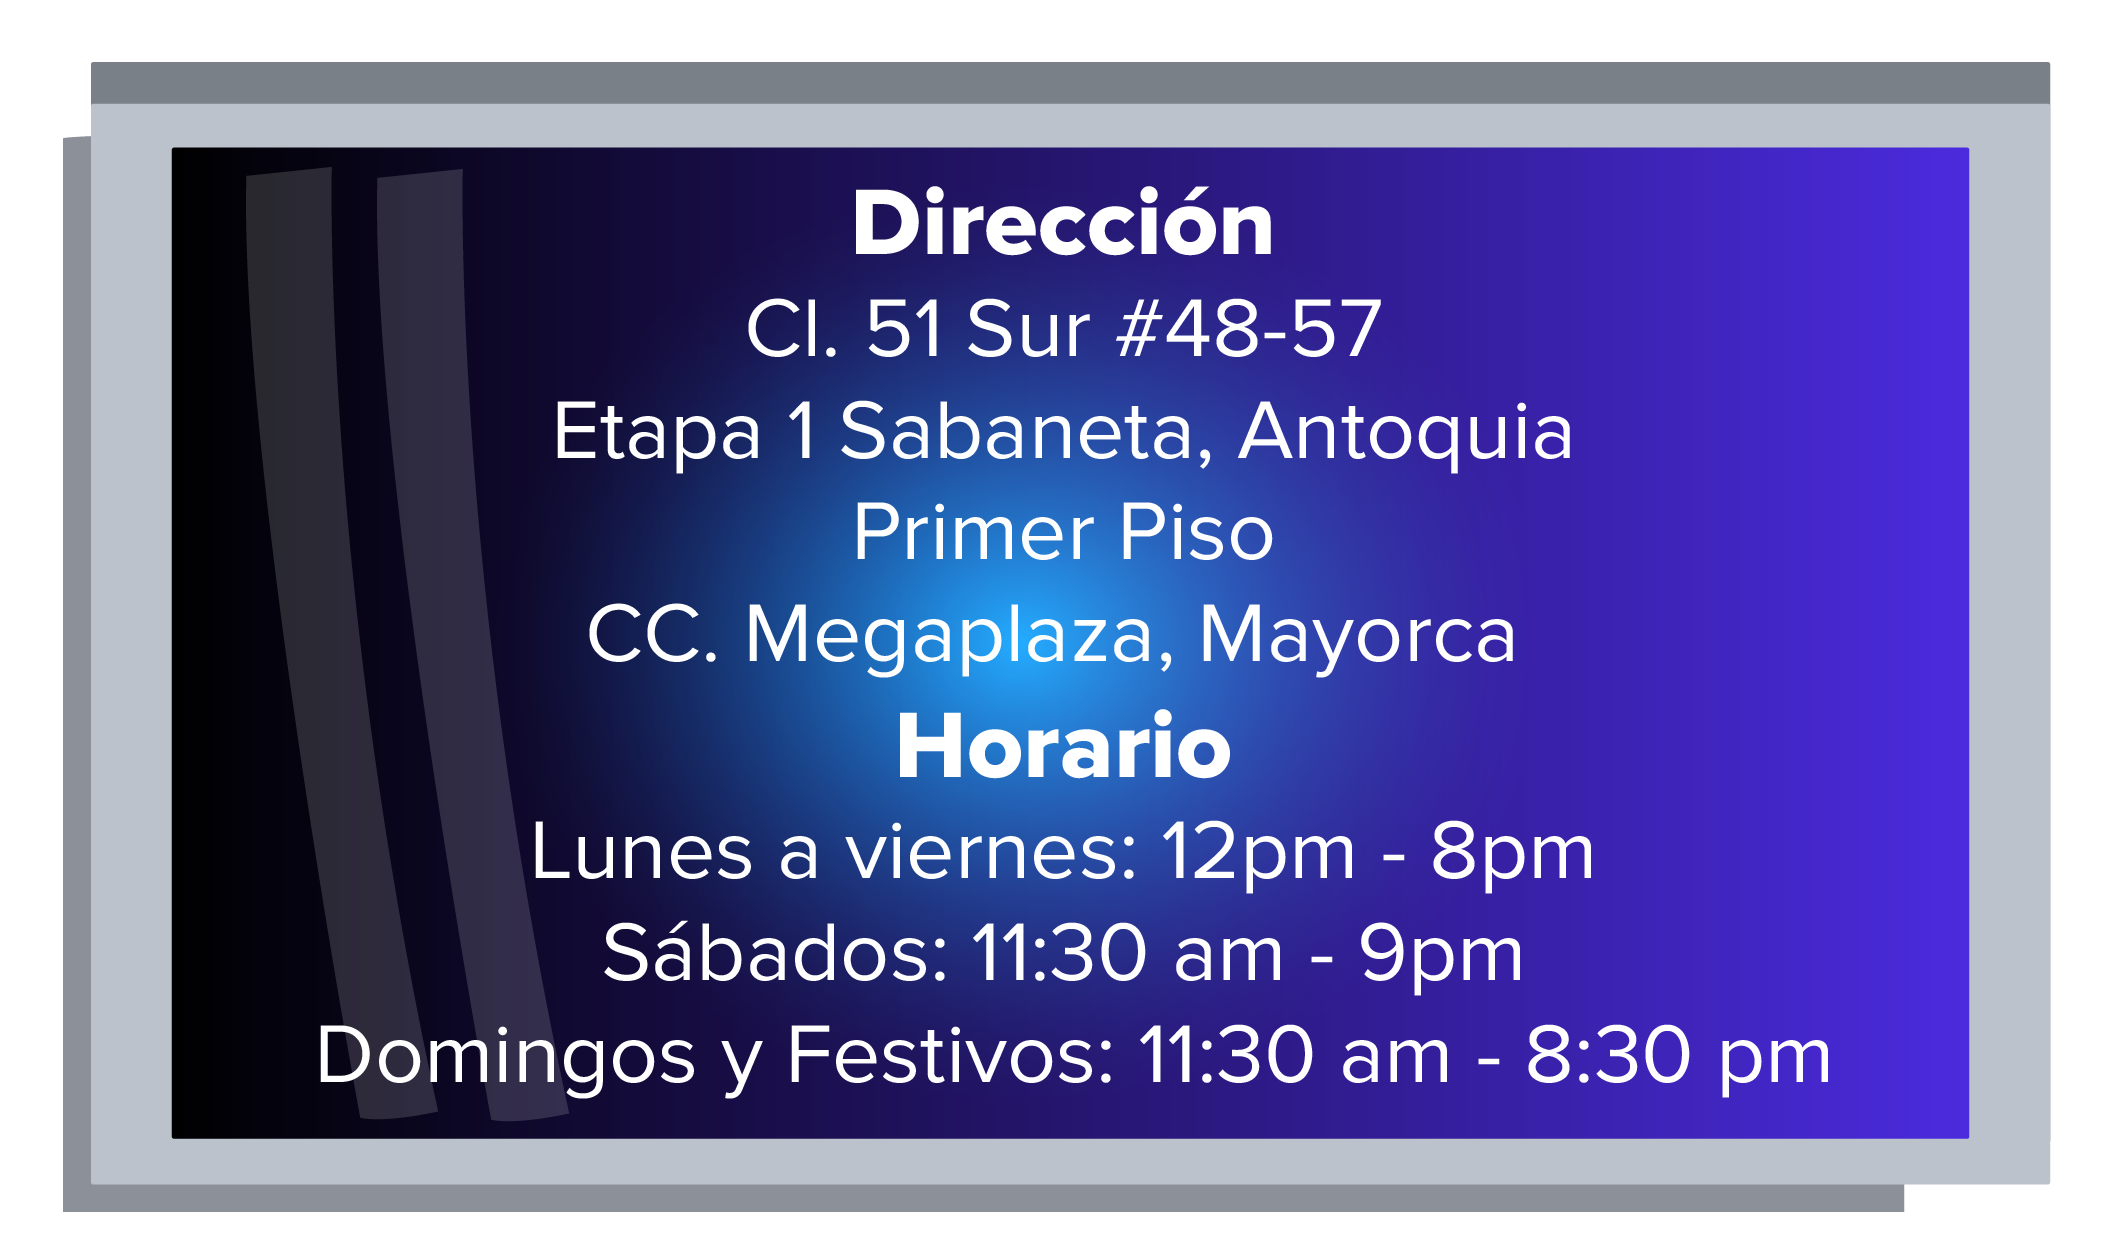 Dirección
Cl. 51 Sur #48-57
Etapa 1 Sabaneta, Antoquia
Primer Piso
CC. Megaplaza, Mayorca
Horario
Lunes a viernes: 12pm - 8pm
Sábados: 11:30 am - 9pm
Domingos y Festivos: 11:30 am - 8:30 pm